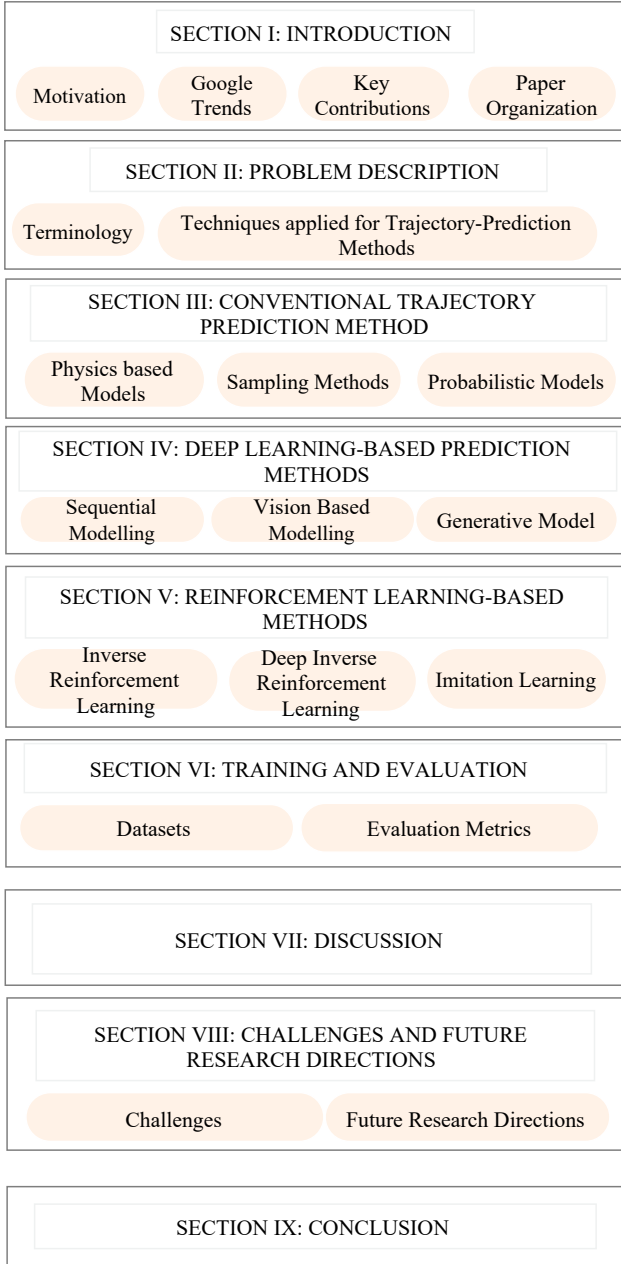 SECTION I: INTRODUCTION
Motivation
Google
Trends
Key
Contributions
Paper
Organization
SECTION II: PROBLEM DESCRIPTION
Terminology
Techniques applied for Trajectory-Prediction
Methods
SECTION III: CONVENTIONAL TRAJECTORY
PREDICTION METHOD
Physics based
Models
Sampling Methods
Probabilistic Models
SECTION IV: DEEP LEARNING-BASED PREDICTION
METHODS
Sequential
Modelling
Vision Based
Modelling
Generative Model
SECTION V: REINFORCEMENT LEARNING-BASED
METHODS
Inverse
Reinforcement
Learning
Deep Inverse
Reinforcement
Learning
Imitation Learning
SECTION VI: TRAINING AND EVALUATION
Datasets
Evaluation Metrics
SECTION VII: DISCUSSION
SECTION VIII: CHALLENGES AND FUTURE
RESEARCH DIRECTIONS
Challenges
Future Research Directions
SECTION IX: CONCLUSION